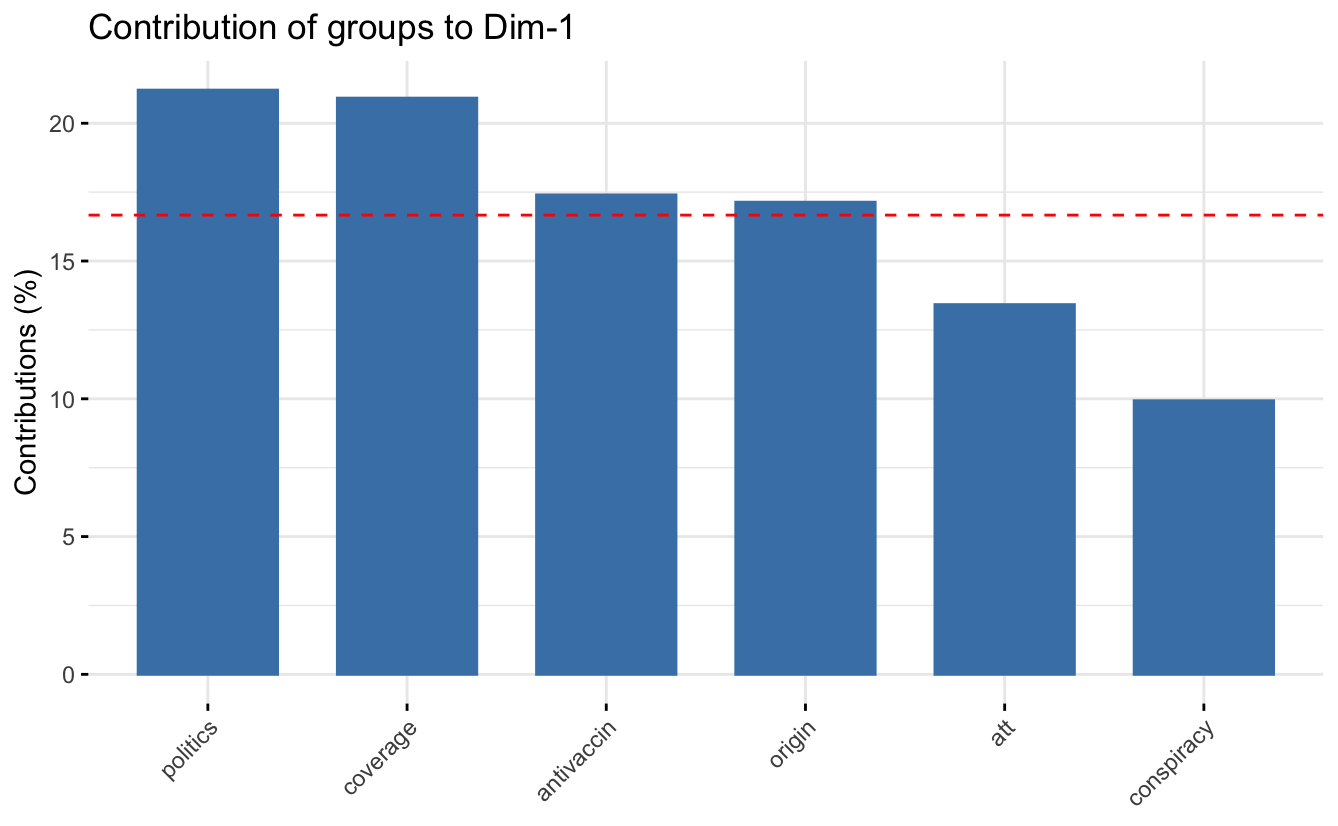 Contribution of groups to Dim-1
Contributions (%)
20
15
10
5
0
politics
coverage
antivaccin
origin
att
conspiracy